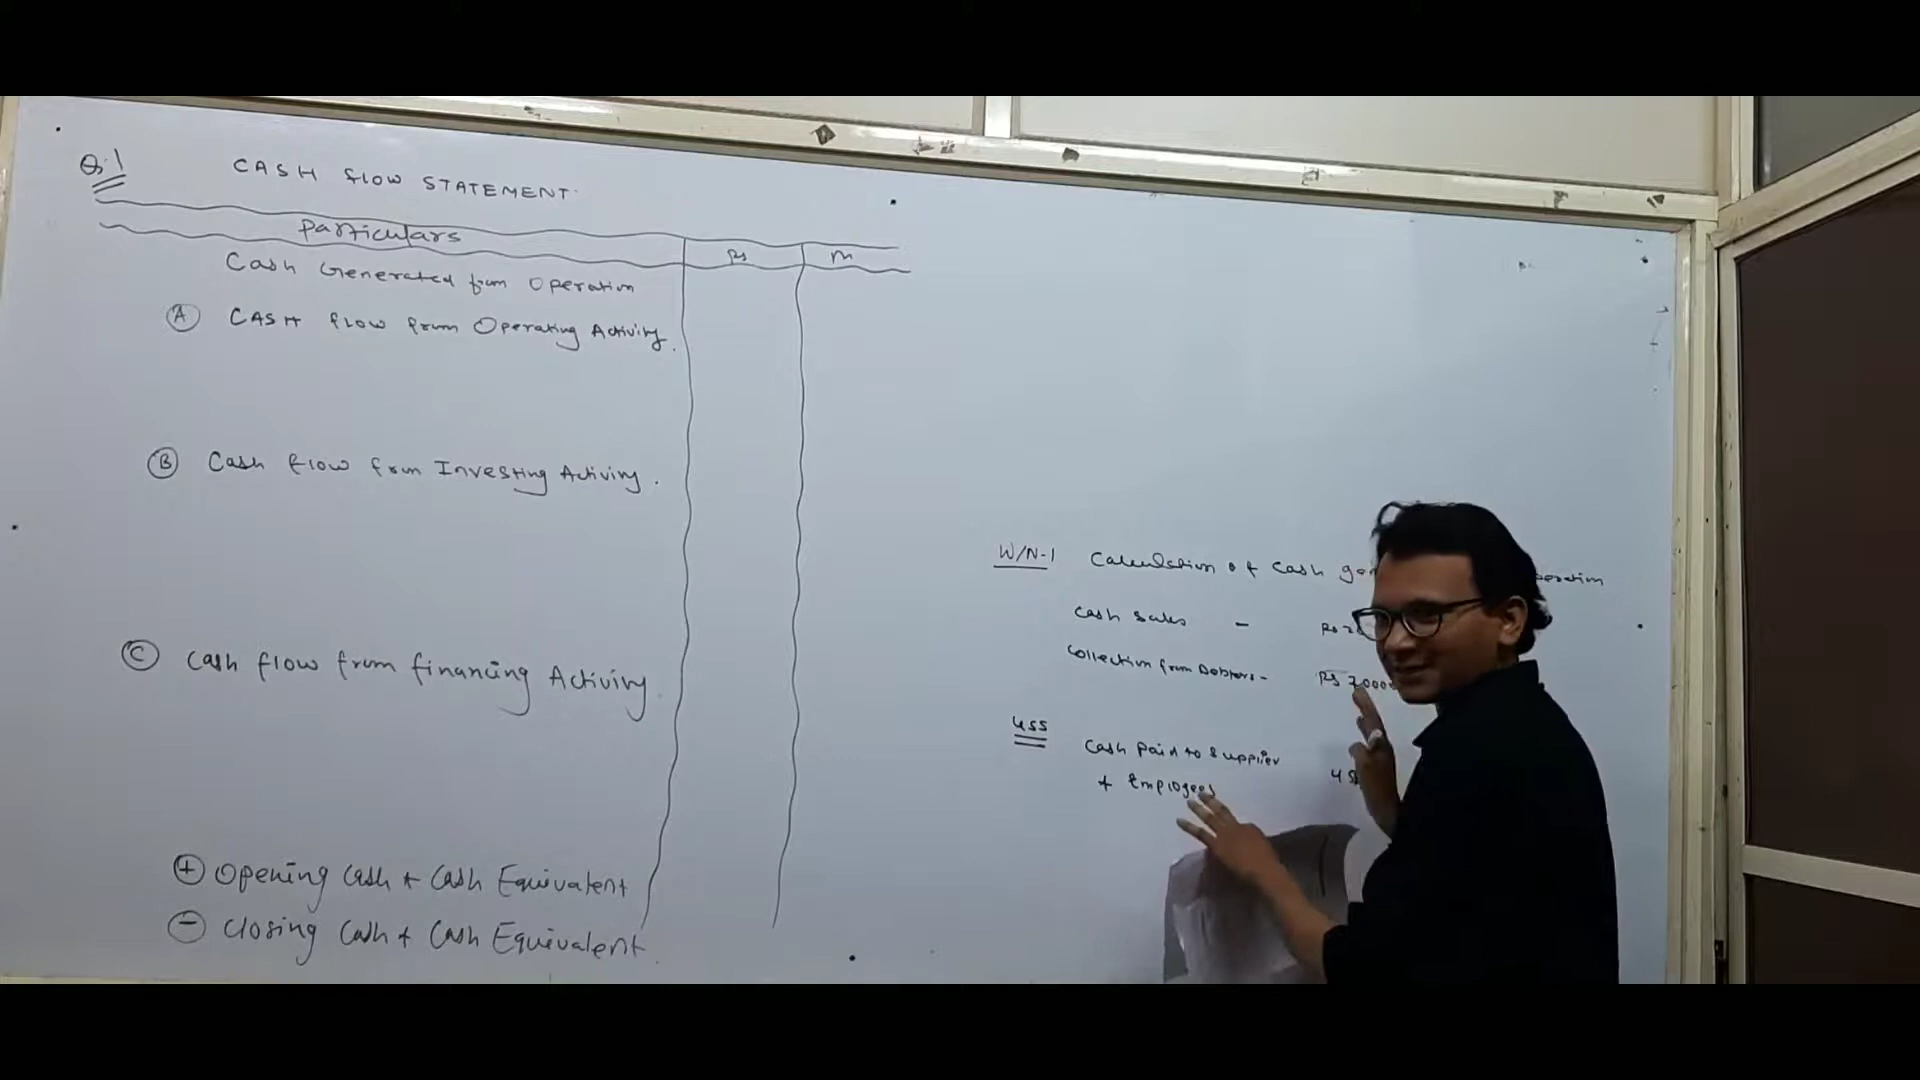 Q.1
CASH FLOW STATEMENT
Particulars Rs
Cash Generated from Operation
(A) CASH flow from Operating Activity.
(B) Cash flow from Investing Activity.
(C) Cash flow from financing Activity.
(+) Opening Cash + Cash Equivalent
(-) Closing Cash + Cash Equivalent.
W/N-1 Calculation of Cash
Cash Sales - Rs
Collection from Debtors - Rs
Cash Paid to Supplier
+ Employees